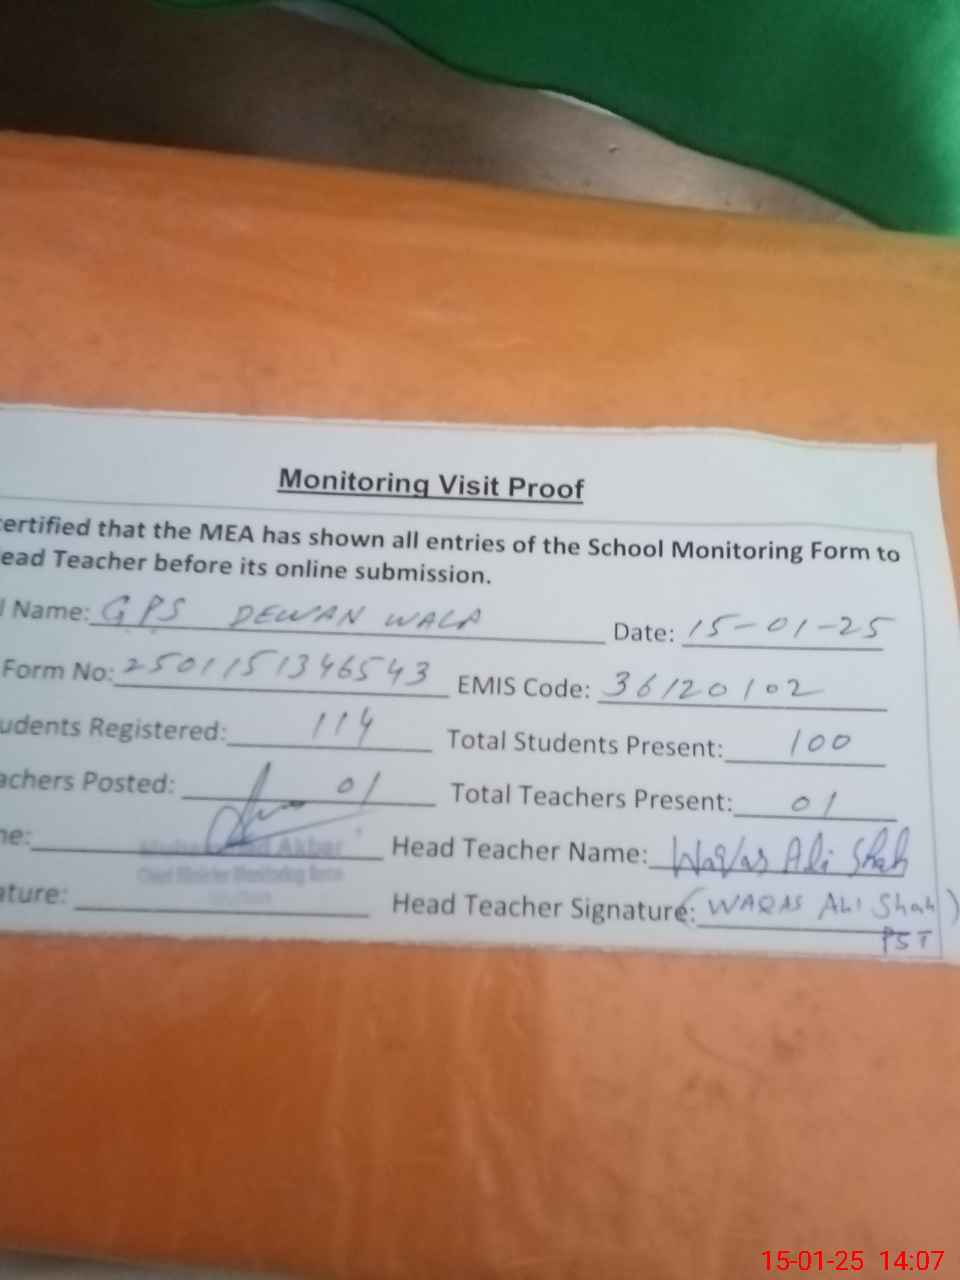 Monitoring Visit Proof
ertified that the MEA has shown all entries of the School Monitoring Form to
ead Teacher before its online submission.
l Name: GPS DEWAN WALA Date: 15-01-25
Form No: 2501151346543 EMIS Code: 36120102
udents Registered: 114 Total Students Present: 100
achers Posted: 01 Total Teachers Present: 01
me: Akbar Head Teacher Name: Waqas Ali Shah
ature: Head Teacher Signature: (WAQAS ALI Shah)
PST
15-01-25 14:07